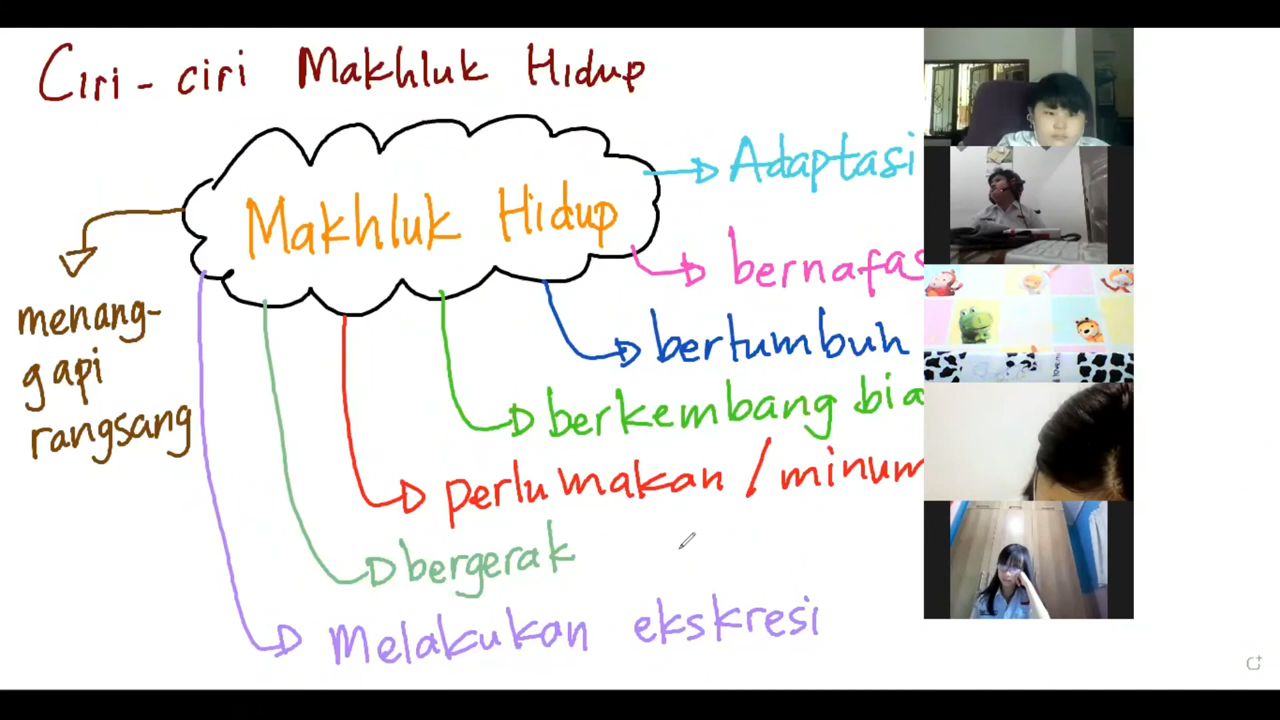 Ciri - ciri Makhluk Hidup
Makhluk Hidup
Adaptasi
bernafas
bertumbuh
berkembang bia
perlu makan / minum
bergerak
Melakukan ekskresi
menang-
gapi
rangsang